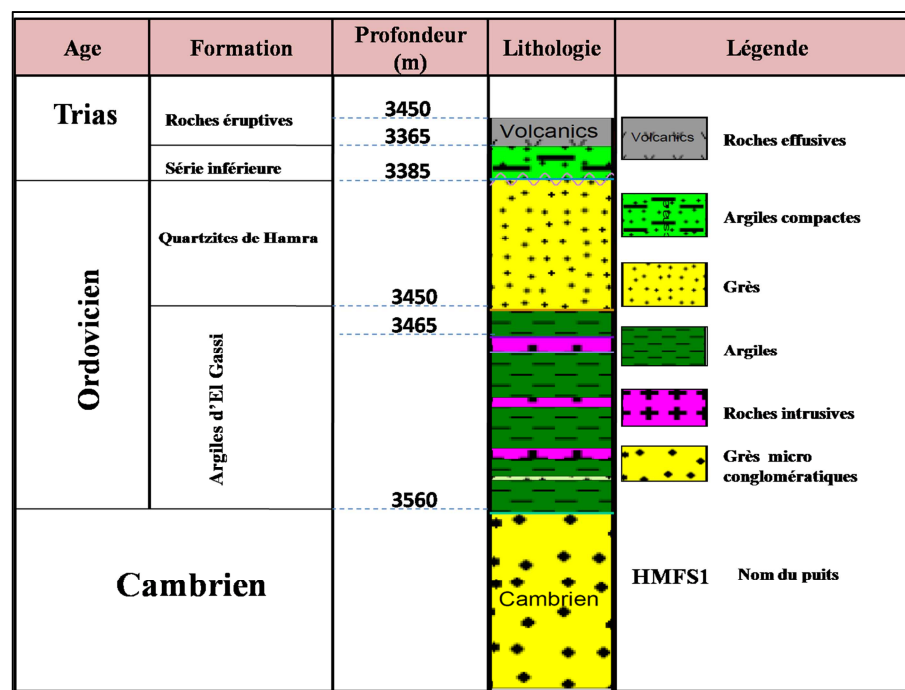 Age
Formation
Profondeur
(m)
Lithologie
Légende
Trias
Roches éruptives
Série inférieure
3450
3365
3385
Volcanics
Volcanics
Roches effusives
Argiles compactes
Ordovicien
Quartzites de Hamra
Argiles d'El Gassi
3450
3465
3560
Grès
Argiles
Roches intrusives
Grès micro
conglomératiques
Cambrien
Cambrien
HMFS1
Nom du puits